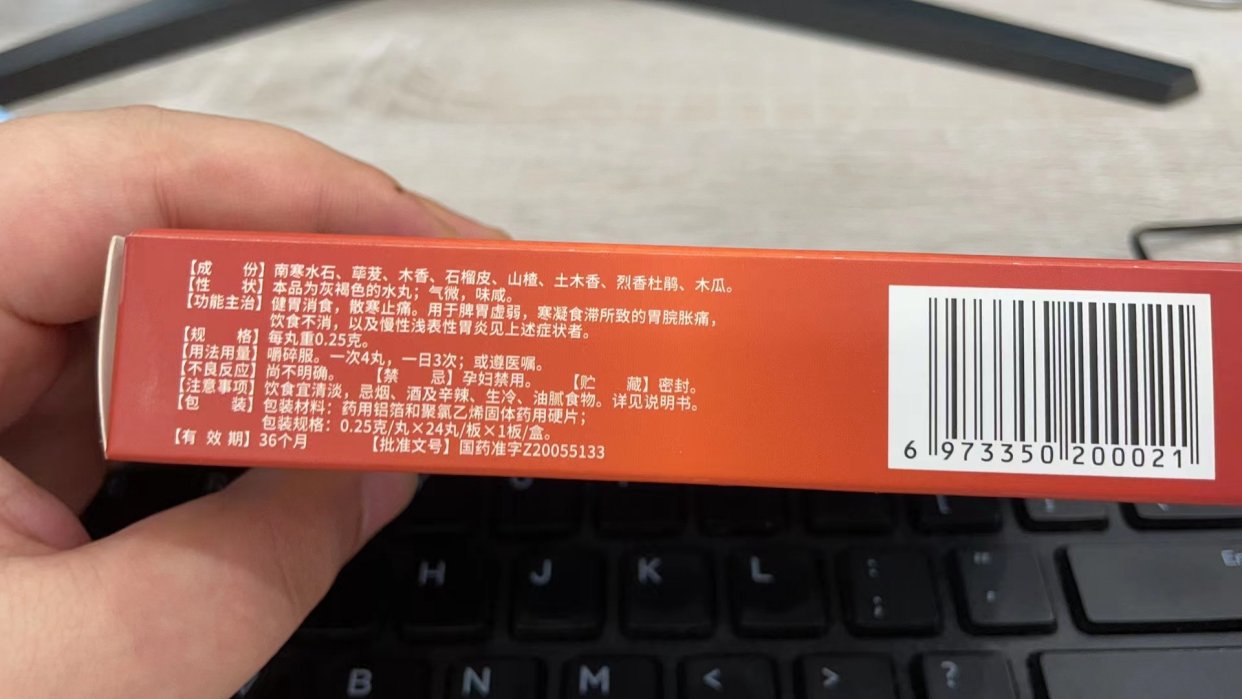 【成 份】南寒水石、荜茇、木香、石榴皮、山楂、土木香、烈香杜鹃、木瓜。
【性 状】本品为灰褐色的水丸；气微，味咸。
【功能主治】健胃消食，散寒止痛。用于脾胃虚弱，寒凝食滞所致的胃脘胀痛，
饮食不消，以及慢性浅表性胃炎见上述症状者。
【规 格】每丸重0.25克。
【用法用量】嚼碎服。一次4丸，一日3次；或遵医嘱。
【不良反应】尚不明确。 【禁 忌】孕妇禁用。 【贮 藏】密封。
【注意事项】饮食宜清淡，忌烟、酒及辛辣、生冷、油腻食物。详见说明书。
【包 装】包装材料：药用铝箔和聚氯乙烯固体药用硬片；
包装规格：0.25克/丸×24丸/板×1板/盒。
【有 效 期】36个月 【批准文号】国药准字Z20055133
6 973350 200021
H J K L
B N M < > ?